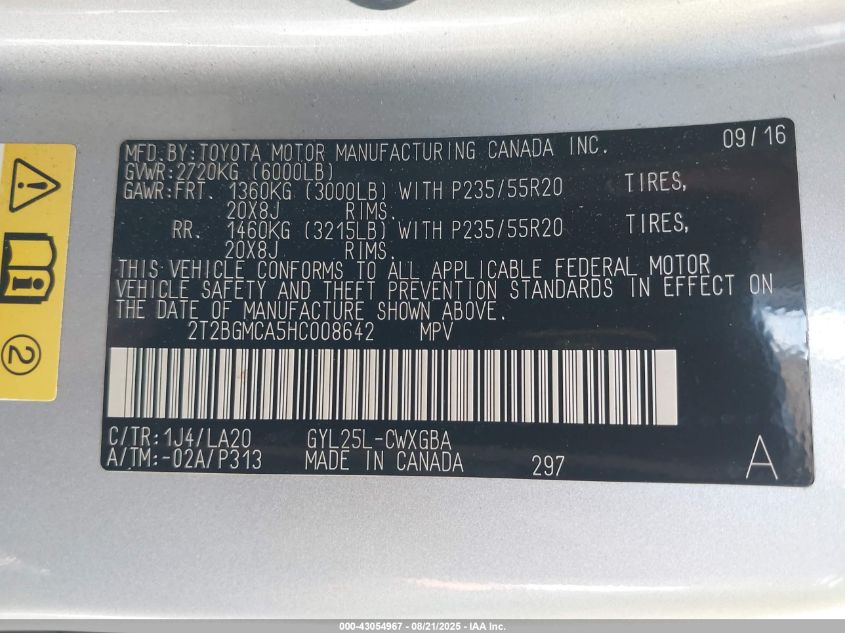 MFD. BY: TOYOTA MOTOR MANUFACTURING CANADA INC. 09/16
GVWR: 2720KG (6000LB)
GAWR: FRT. 1360KG (3000LB) WITH P235/55R20 TIRES,
20X8J RIMS.
RR. 1460KG (3215LB) WITH P235/55R20 TIRES,
20X8J RIMS.
THIS VEHICLE CONFORMS TO ALL APPLICABLE FEDERAL MOTOR
VEHICLE SAFETY AND THEFT PREVENTION STANDARDS IN EFFECT ON
THE DATE OF MANUFACTURE SHOWN ABOVE.
2T2BGMCA5HC008642 MPV
C/TR: 1J4/LA20 GYL25L-CWXGBA
A/TM: -02A/P313 MADE IN CANADA 297 A
2
000-43054967 - 08/21/2025 - IAA Inc.